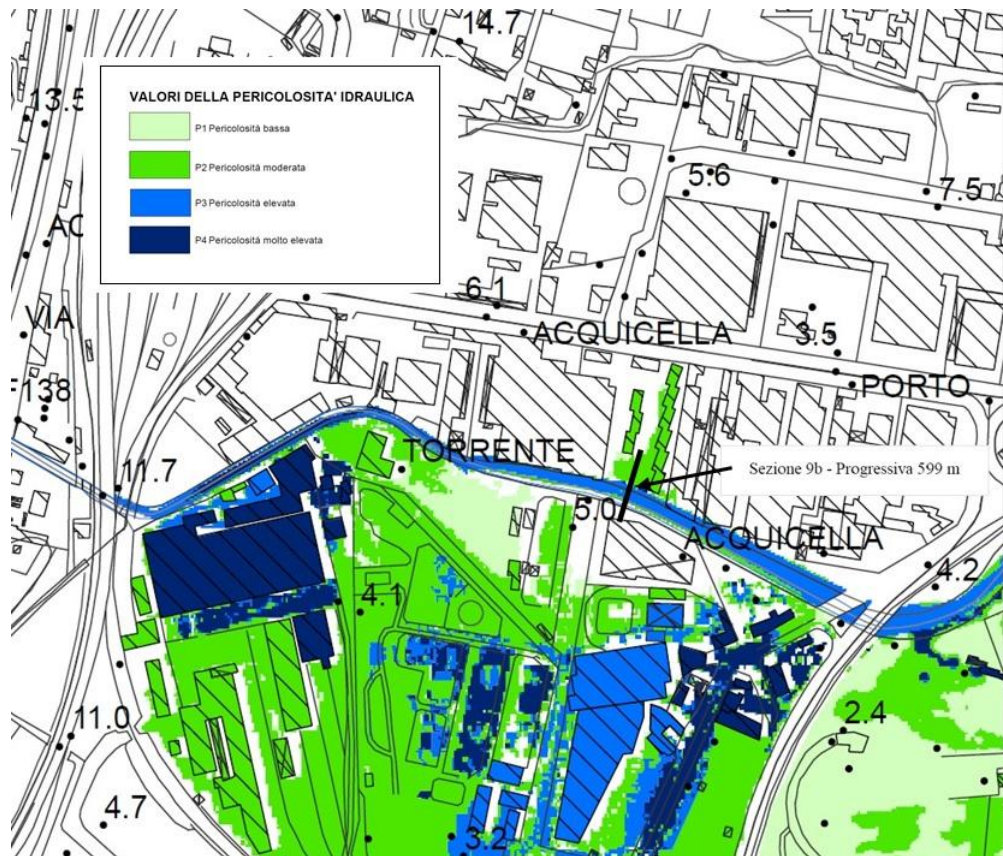 14.7
VALORI DELLA PERICOLOSITA' IDRAULICA
P1 Pericolosità bassa
P2 Pericolosità moderata
P3 Pericolosità elevata
P4 Pericolosità molto elevata
13.5
5.6
7.5
AC
6.1
VIA
ACQUICELLA
3.5
F138
PORTO
TORRENTE
11.7
Sezione 9b - Progressiva 599 m
5.0
ACQUICELLA
4.2
4.1
11.0
2.4
4.7
3.2